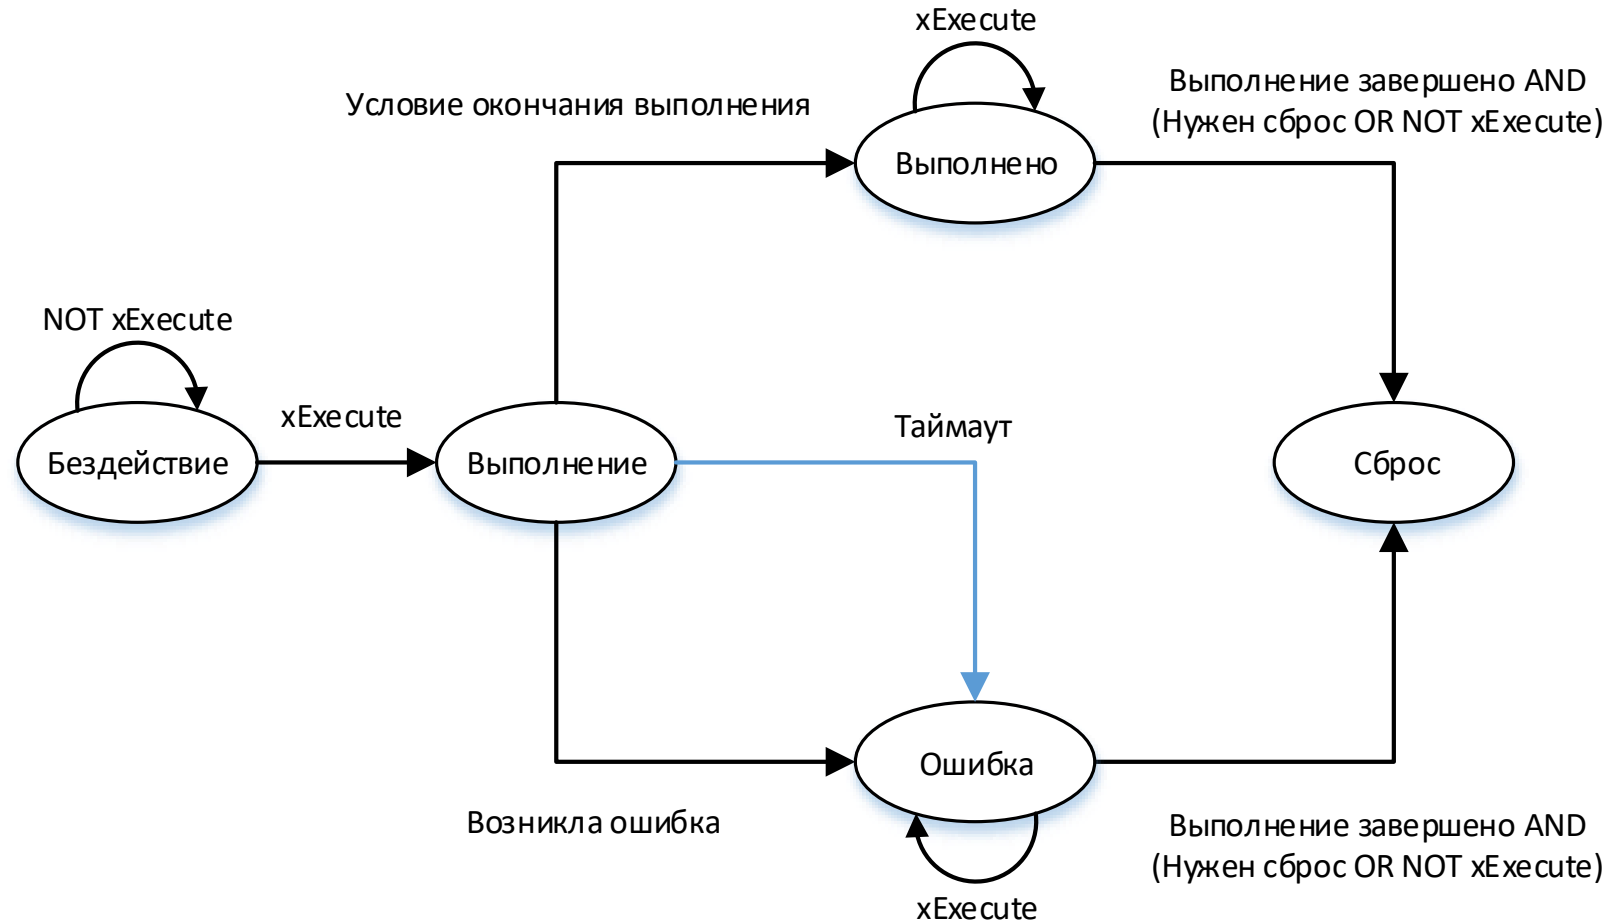 xExecute
Условие окончания выполнения
Выполнение завершено AND
(Нужен сброс OR NOT xExecute)
Выполнено
NOT xExecute
xExecute
Таймаут
Бездействие
Выполнение
Сброс
Ошибка
Возникла ошибка
Выполнение завершено AND
(Нужен сброс OR NOT xExecute)
xExecute